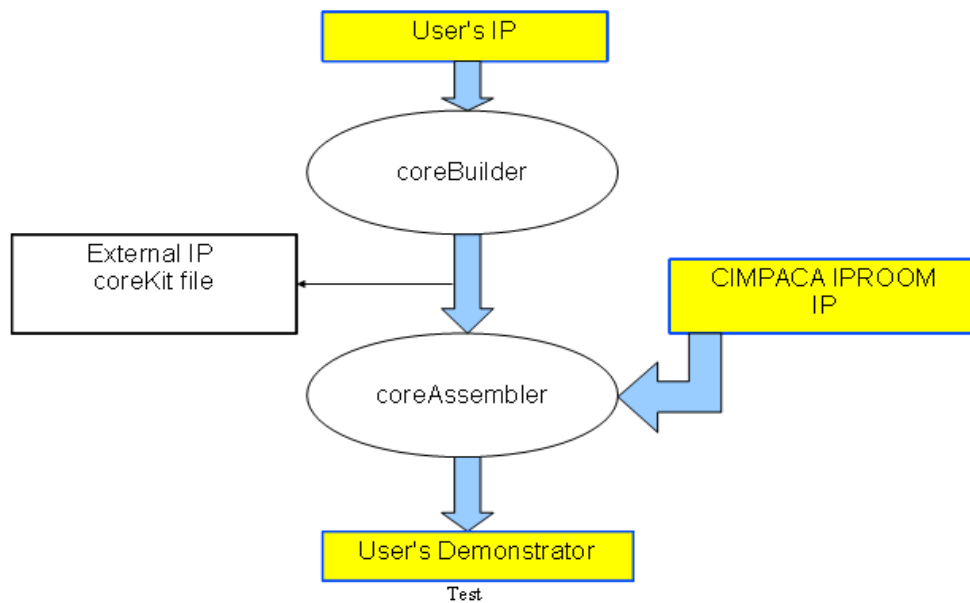 User's IP
coreBuilder
External IP
coreKit file
CIMPACA IPROOM
IP
coreAssembler
User's Demonstrator
Test